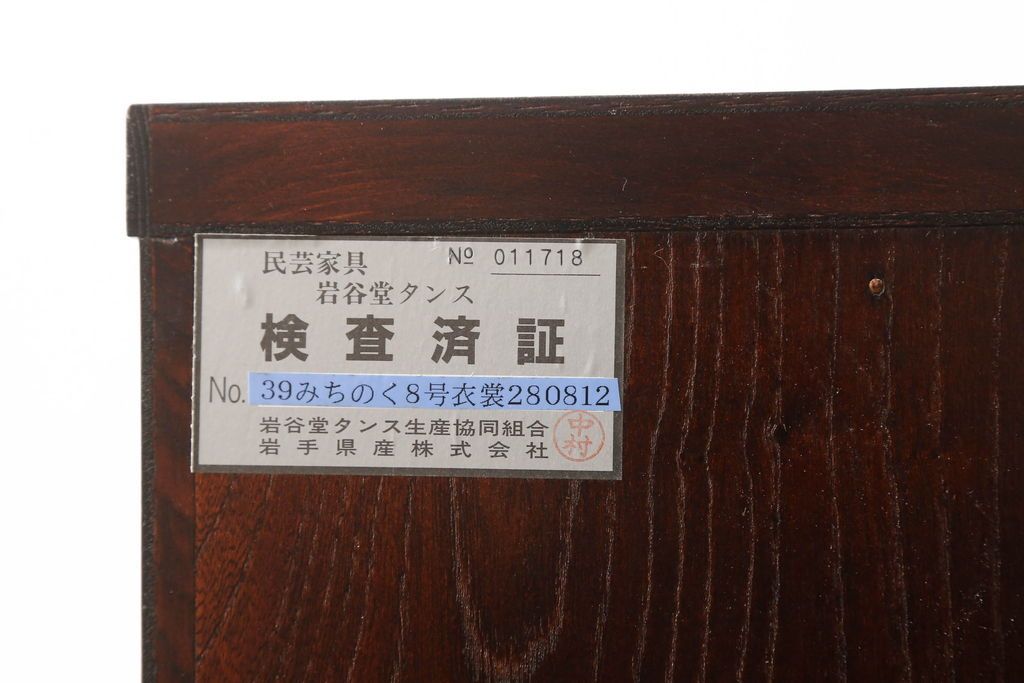 民芸家具 № 011718
岩谷堂タンス
検査済証
No. 39みちのく8号衣裳280812
岩谷堂タンス生産協同組合
岩手県産株式会社
中村